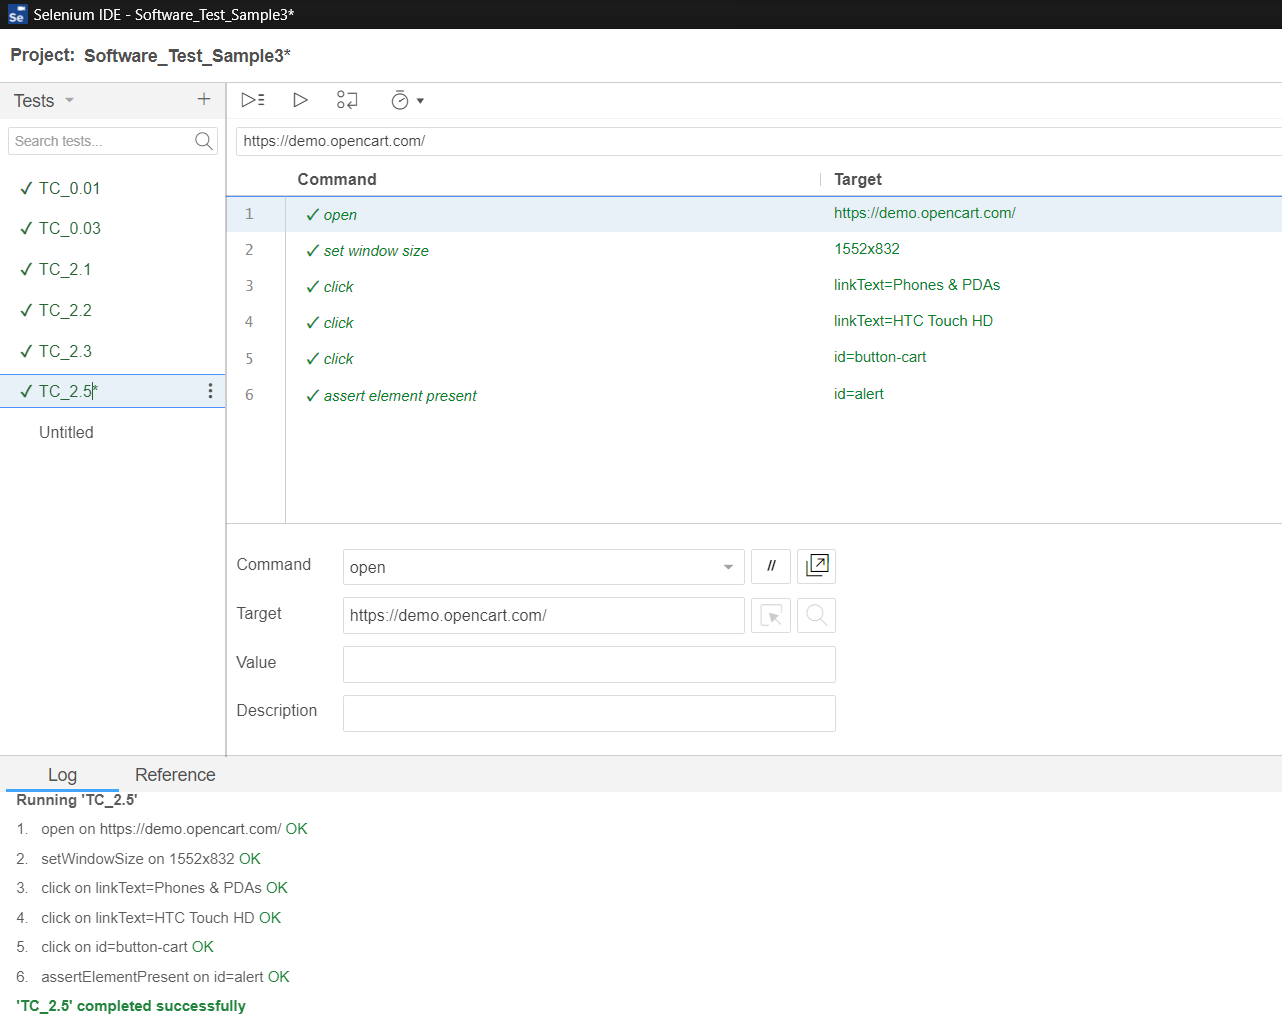 Se Selenium IDE - Software_Test_Sample3*
Project: Software_Test_Sample3*
Tests
Search tests...
✓ TC_0.01
✓ TC_0.03
✓ TC_2.1
✓ TC_2.2
✓ TC_2.3
✓ TC_2.5*
Untitled
https://demo.opencart.com/
Command Target
1 ✓ open https://demo.opencart.com/
2 ✓ set window size 1552x832
3 ✓ click linkText=Phones & PDAs
4 ✓ click linkText=HTC Touch HD
5 ✓ click id=button-cart
6 ✓ assert element present id=alert
Command open //
Target https://demo.opencart.com/
Value
Description
Log Reference
Running 'TC_2.5'
1. open on https://demo.opencart.com/ OK
2. setWindowSize on 1552x832 OK
3. click on linkText=Phones & PDAs OK
4. click on linkText=HTC Touch HD OK
5. click on id=button-cart OK
6. assertElementPresent on id=alert OK
'TC_2.5' completed successfully